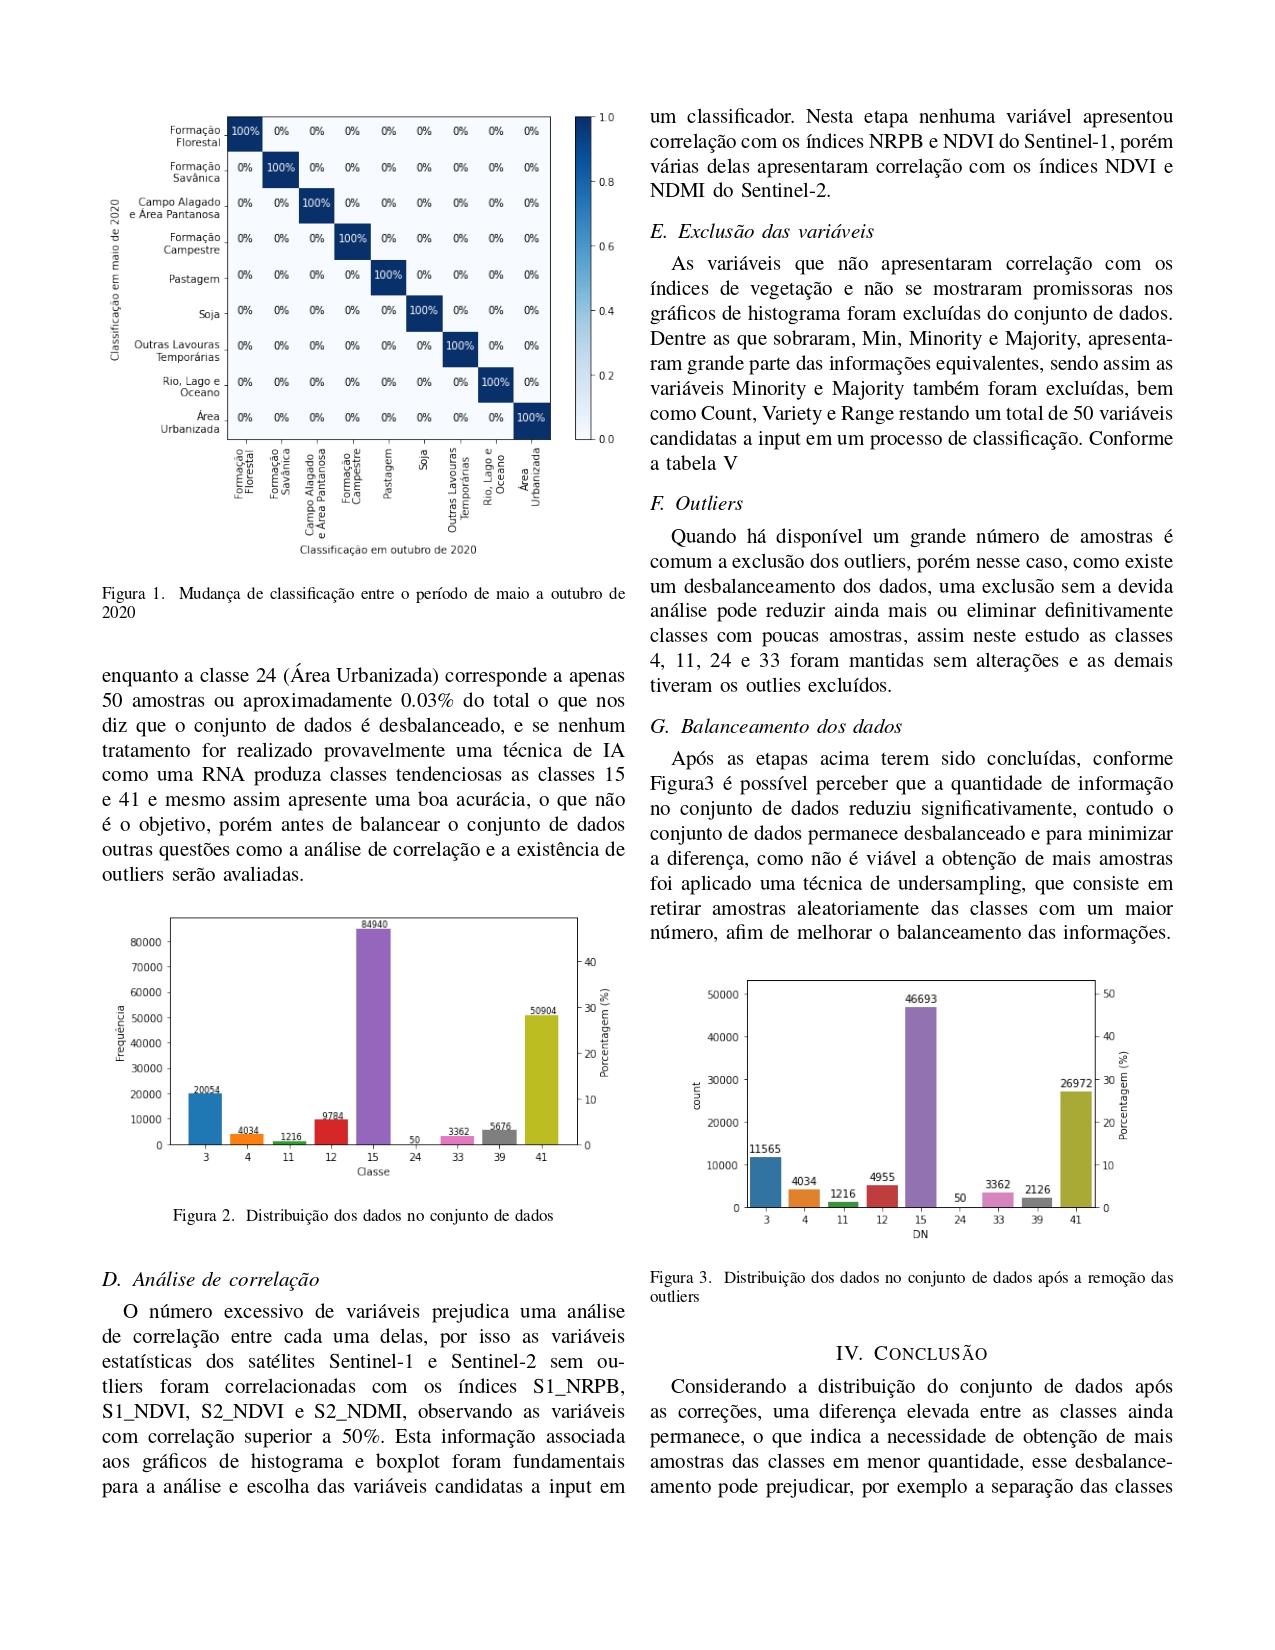 Formação
Florestal
Formação
Savânica
Campo Alagado
e Área Pantanosa
Formação
Campestre
Pastagem
Soja
Outras Lavouras
Temporárias
Rio, Lago e
Oceano
Área
Urbanizada
Classificação em maio de 2020
100% 0% 0% 0% 0% 0% 0% 0% 0%
0% 100% 0% 0% 0% 0% 0% 0% 0%
0% 0% 100% 0% 0% 0% 0% 0% 0%
0% 0% 0% 100% 0% 0% 0% 0% 0%
0% 0% 0% 0% 100% 0% 0% 0% 0%
0% 0% 0% 0% 0% 100% 0% 0% 0%
0% 0% 0% 0% 0% 0% 100% 0% 0%
0% 0% 0% 0% 0% 0% 0% 100% 0%
0% 0% 0% 0% 0% 0% 0% 0% 100%
1.0
0.8
0.6
0.4
0.2
0.0
Formação
Florestal
Formação
Savânica
Campo Alagado
e Área Pantanosa
Formação
Campestre
Pastagem
Soja
Outras Lavouras
Temporárias
Rio, Lago e
Oceano
Área
Urbanizada
Classificação em outubro de 2020
Figura 1. Mudança de classificação entre o período de maio a outubro de
2020
enquanto a classe 24 (Área Urbanizada) corresponde a apenas
50 amostras ou aproximadamente 0.03% do total o que nos
diz que o conjunto de dados é desbalanceado, e se nenhum
tratamento for realizado provavelmente uma técnica de IA
como uma RNA produza classes tendenciosas as classes 15
e 41 e mesmo assim apresente uma boa acurácia, o que não
é o objetivo, porém antes de balancear o conjunto de dados
outras questões como a análise de correlação e a existência de
outliers serão avaliadas.
Frequência
80000
70000
60000
50000
40000
30000
20000
10000
0
20054 4034 1216 9784 84940 50 3362 5676 50904
40
30
20
10
0
Porcentagem (%)
3 4 11 12 15 24 33 39 41
Classe
Figura 2. Distribuição dos dados no conjunto de dados
D. Análise de correlação
O número excessivo de variáveis prejudica uma análise
de correlação entre cada uma delas, por isso as variáveis
estatísticas dos satélites Sentinel-1 e Sentinel-2 sem ou-
tliers foram correlacionadas com os índices S1_NRPB,
S1_NDVI, S2_NDVI e S2_NDMI, observando as variáveis
com correlação superior a 50%. Esta informação associada
aos gráficos de histograma e boxplot foram fundamentais
para a análise e escolha das variáveis candidatas a input em
um classificador. Nesta etapa nenhuma variável apresentou
correlação com os índices NRPB e NDVI do Sentinel-1, porém
várias delas apresentaram correlação com os índices NDVI e
NDMI do Sentinel-2.
E. Exclusão das variáveis
As variáveis que não apresentaram correlação com os
índices de vegetação e não se mostraram promissoras nos
gráficos de histograma foram excluídas do conjunto de dados.
Dentre as que sobraram, Min, Minority e Majority, apresenta-
ram grande parte das informações equivalentes, sendo assim as
variáveis Minority e Majority também foram excluídas, bem
como Count, Variety e Range restando um total de 50 variáveis
candidatas a input em um processo de classificação. Conforme
a tabela V
F. Outliers
Quando há disponível um grande número de amostras é
comum a exclusão dos outliers, porém nesse caso, como existe
um desbalanceamento dos dados, uma exclusão sem a devida
análise pode reduzir ainda mais ou eliminar definitivamente
classes com poucas amostras, assim neste estudo as classes
4, 11, 24 e 33 foram mantidas sem alterações e as demais
tiveram os outlies excluídos.
G. Balanceamento dos dados
Após as etapas acima terem sido concluídas, conforme
Figura3 é possível perceber que a quantidade de informação
no conjunto de dados reduziu significativamente, contudo o
conjunto de dados permanece desbalanceado e para minimizar
a diferença, como não é viável a obtenção de mais amostras
foi aplicado uma técnica de undersampling, que consiste em
retirar amostras aleatoriamente das classes com um maior
número, afim de melhorar o balanceamento das informações.
count
50000
40000
30000
20000
10000
0
11565 4034 1216 4955 46693 50 3362 2126 26972
50
40
30
20
10
0
Porcentagem (%)
3 4 11 12 15 24 33 39 41
DN
Figura 3. Distribuição dos dados no conjunto de dados após a remoção das
outliers
IV. CONCLUSÃO
Considerando a distribuição do conjunto de dados após
as correções, uma diferença elevada entre as classes ainda
permanece, o que indica a necessidade de obtenção de mais
amostras das classes em menor quantidade, esse desbalance-
amento pode prejudicar, por exemplo a separação das classes